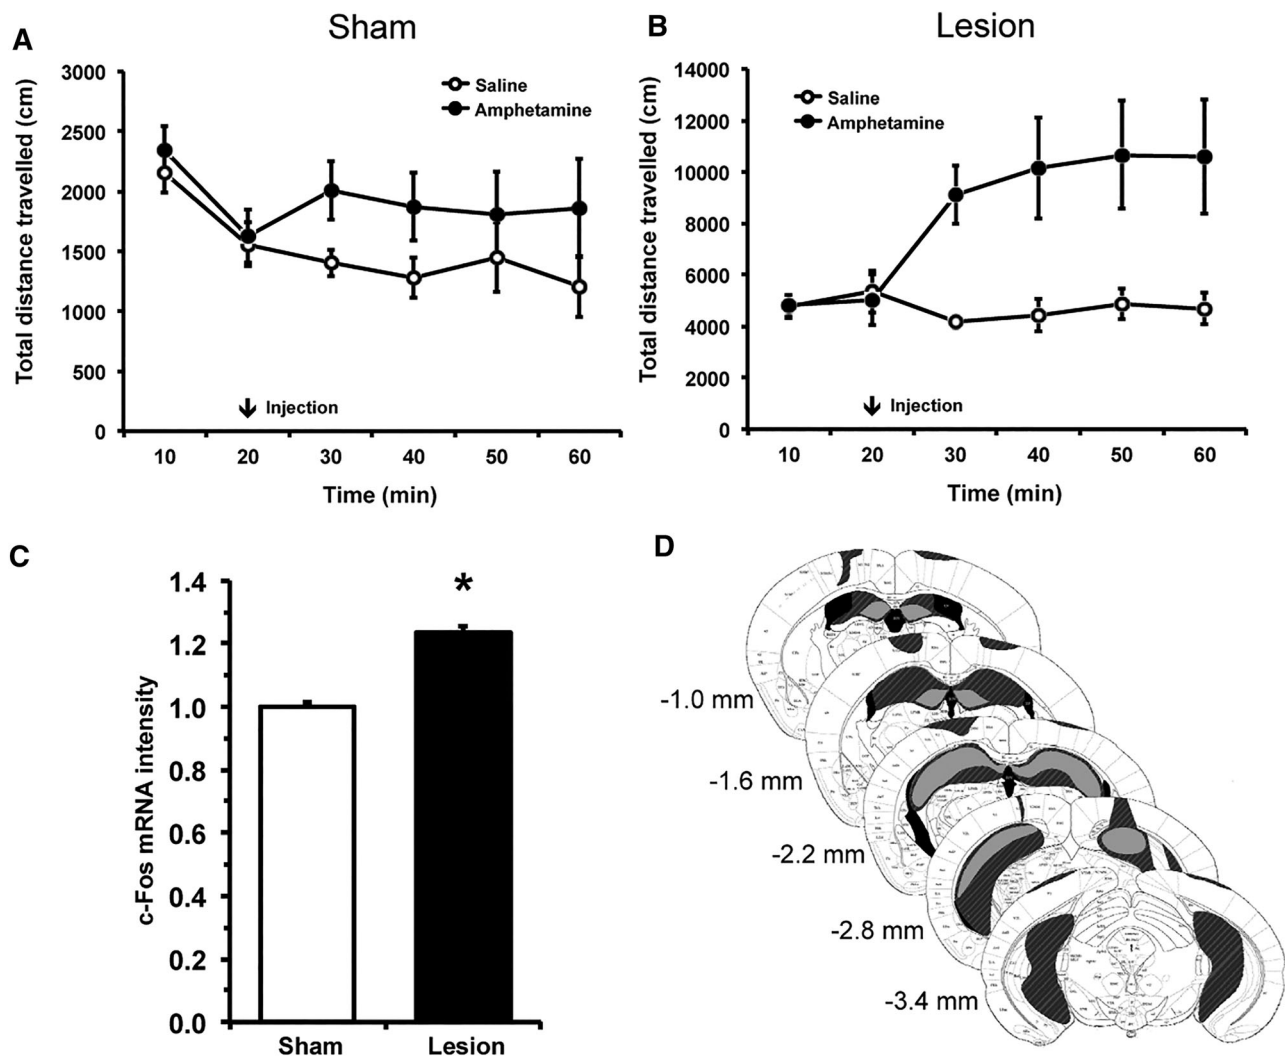 A
Sham
Total distance travelled (cm)
3000
2500
2000
1500
1000
500
0
Saline
Amphetamine
Injection
10 20 30 40 50 60
Time (min)
B
Lesion
Total distance travelled (cm)
14000
12000
10000
8000
6000
4000
2000
0
Saline
Amphetamine
Injection
10 20 30 40 50 60
Time (min)
C
c-Fos mRNA intensity
1.4
1.2
1.0
0.8
0.6
0.4
0.2
0.0
*
Sham Lesion
D
-1.0 mm
-1.6 mm
-2.2 mm
-2.8 mm
-3.4 mm